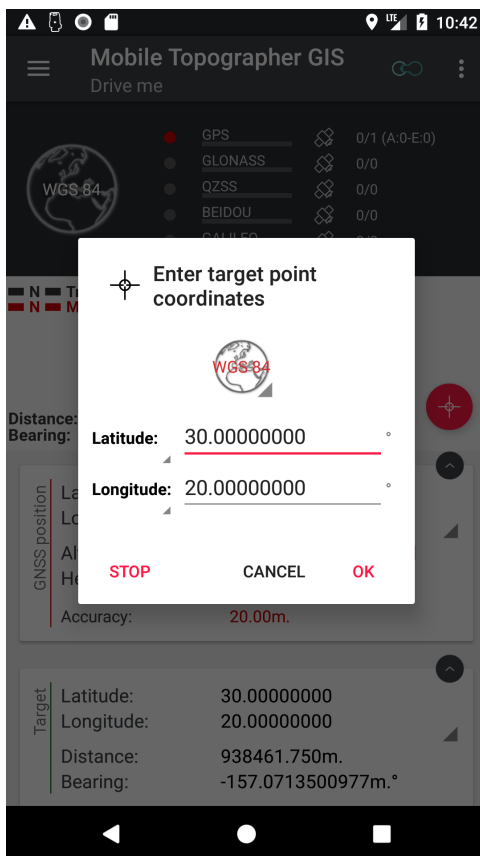 LTE 10:42
Mobile Topographer GIS
Drive me
WGS 84
GPS 0/1 (A:0-E:0)
GLONASS 0/0
QZSS 0/0
BEIDOU 0/0
GALILEO
N
N M
Enter target point
coordinates
WGS 84
Distance:
Bearing:
Latitude: 30.00000000 °
Longitude: 20.00000000 °
STOP CANCEL OK
GNSS position
Accuracy: 20.00m.
Target
Latitude: 30.00000000
Longitude: 20.00000000
Distance: 938461.750m.
Bearing: -157.0713500977m.°